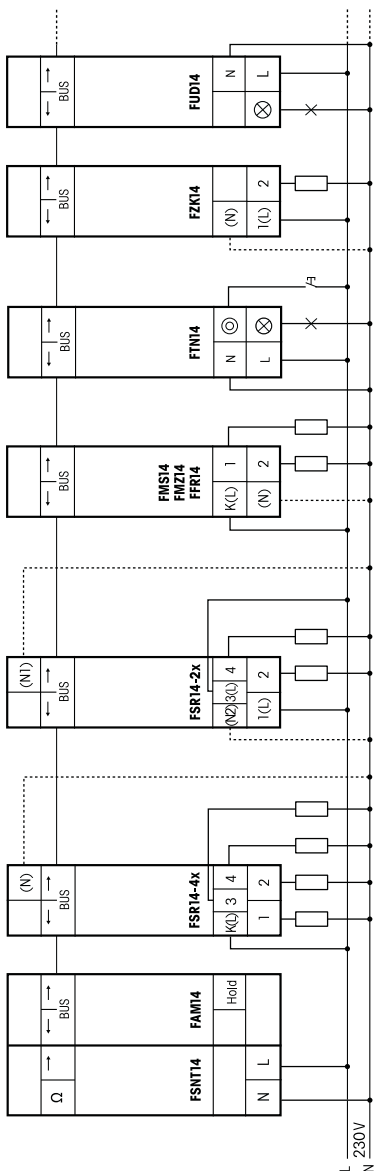 Ω →
FSNT14
N L
← →
BUS
FAM14
Hold
(N)
← →
BUS
FSR14-4x
K(L) 3 4
1 2
(N1)
← →
BUS
FSR14-2x
(N2) 3(L) 4
1(L) 2
← →
BUS
FMS14
FMZ14
FFR14
K(L) 1
(N) 2
← →
BUS
FTN14
N
L
← →
BUS
FZK14
(N)
1(L) 2
← →
BUS
FUD14
N
L
L
230V
N